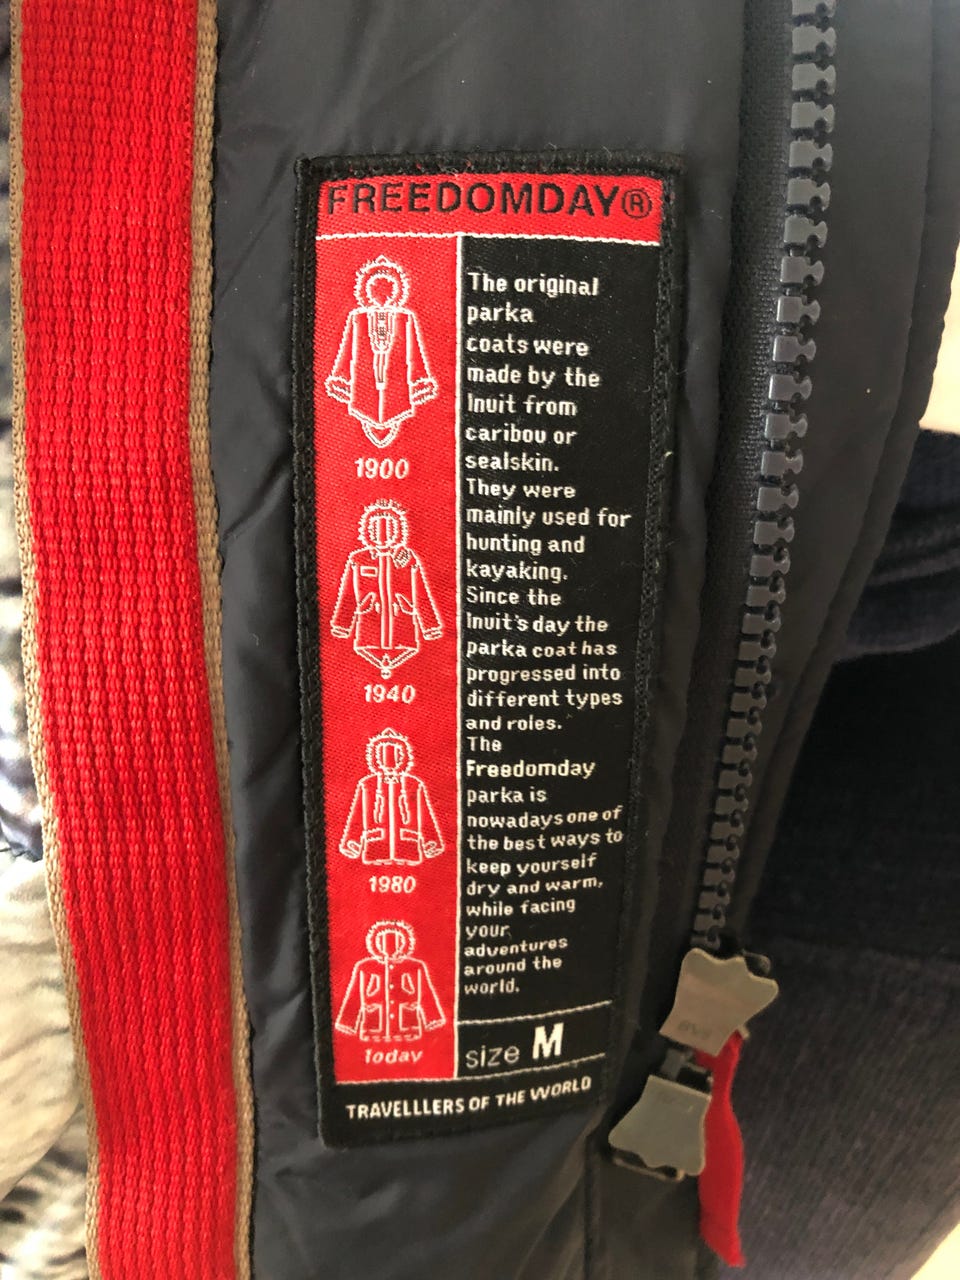 FREEDOMDAY®
1900
1940
1980
Today
The original
parka
coats were
made by the
Inuit from
caribou or
sealskin.
They were
mainly used for
hunting and
kayaking.
Since the
Inuit's day the
parka coat has
progressed into
different types
and roles.
The
Freedomday
parka is
nowadays one of
the best ways to
keep yourself
dry and warm,
while facing
your
adventures
around the
world.
size M
TRAVELLLERS OF THE WORLD